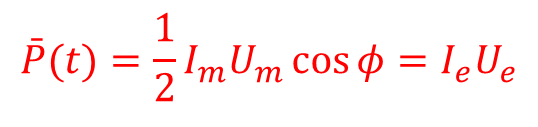 P̄(t) = 1/2 I_m U_m cos ϕ = I_e U_e